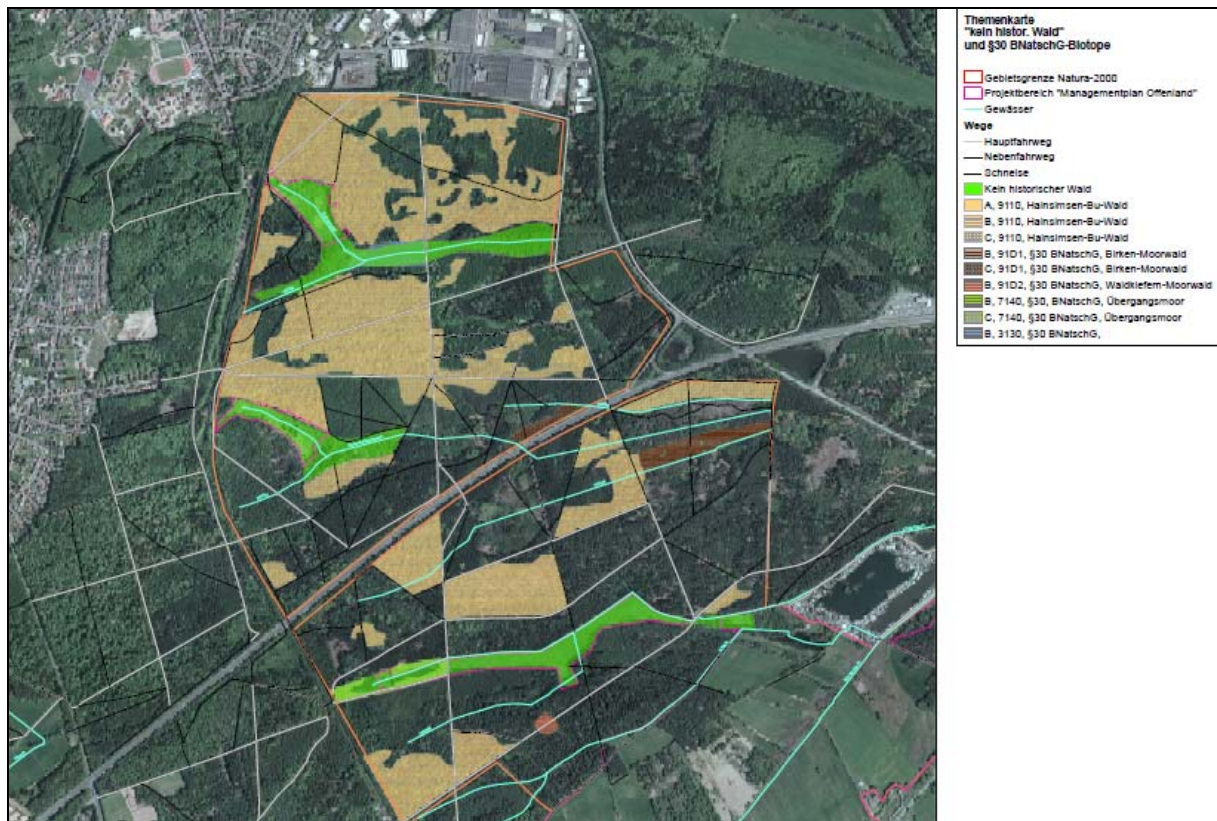 Themenkarte
"kein histor. Wald"
und §30 BNatschG-Biotope
Gebietsgrenze Natura-2000
Projektbereich "Managementplan Offenland"
Gewässer
Wege
Hauptfahrweg
Nebenfahrweg
Schneise
Kein historischer Wald
A, 9110, Hainsimsen-Bu-Wald
B, 9110, Hainsimsen-Bu-Wald
C, 9110, Hainsimsen-Bu-Wald
B, 91D1, §30 BNatschG, Birken-Moorwald
C, 91D1, §30 BNatschG, Birken-Moorwald
B, 91D2, §30 BNatschG, Waldkiefern-Moorwald
B, 7140, §30, BNatschG, Übergangsmoor
C, 7140, §30 BNatschG, Übergangsmoor
B, 3130, §30 BNatschG,